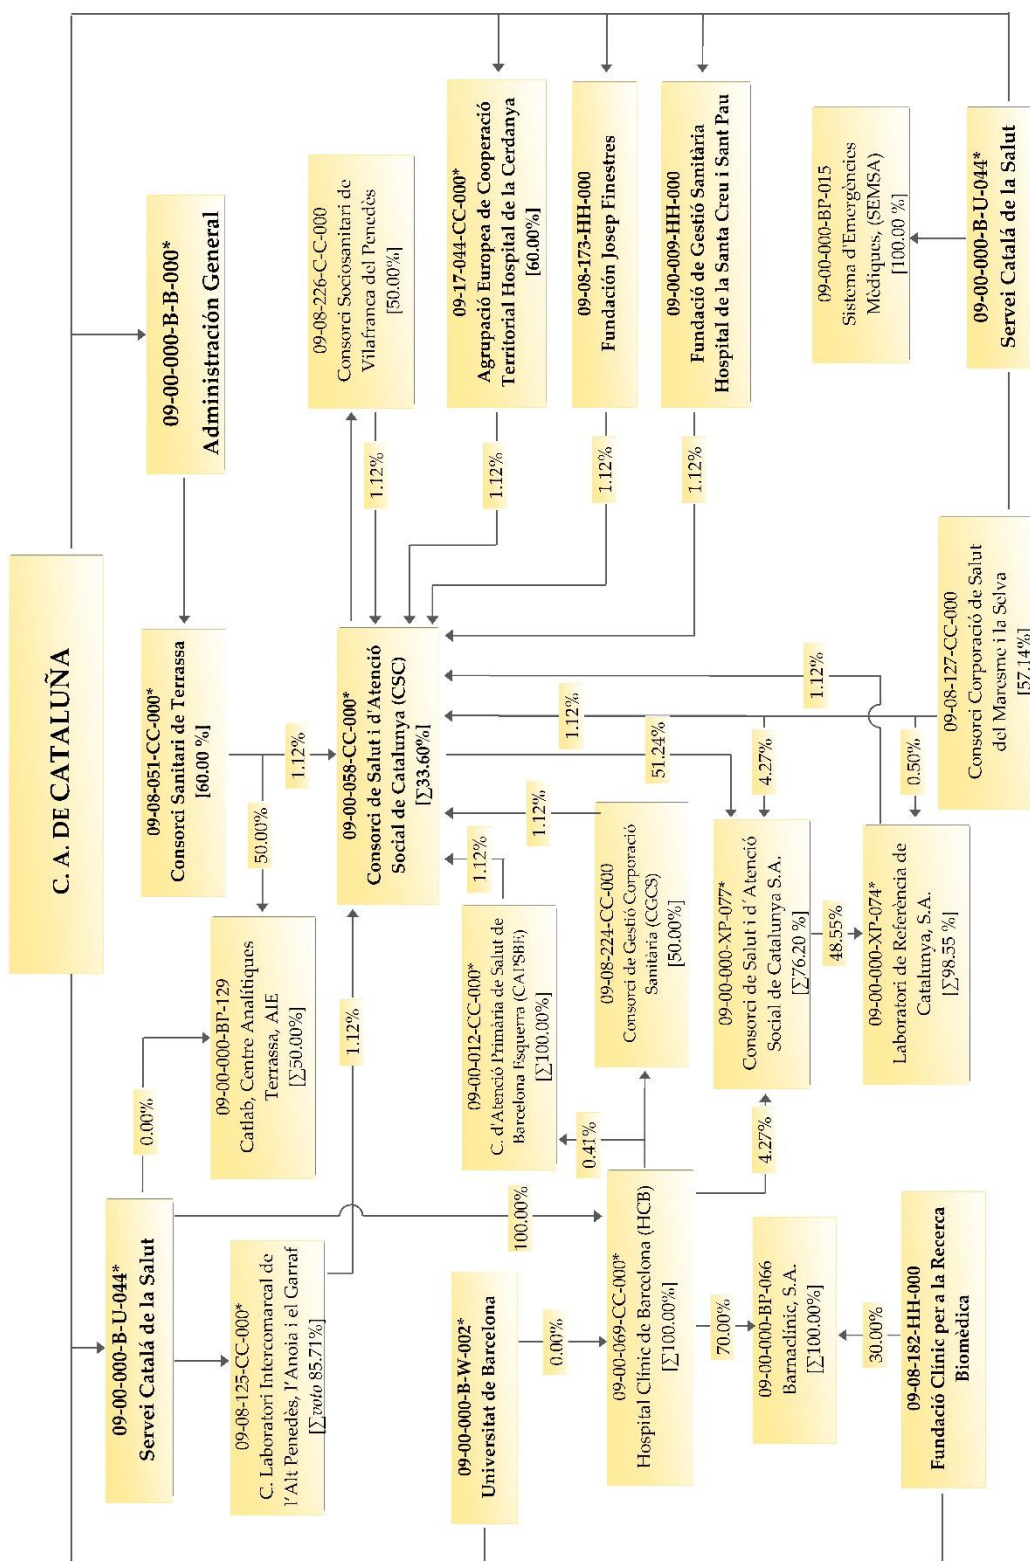 C. A. DE CATALUÑA
09-00-000-B-U-044*
Servei Catalá de la Salut
0.00%
09-00-000-BP-129
Catlab, Centre Analítiques
Terrassa, AIE
[∑50.00%]
09-08-051-CC-000*
Consorci Sanitari de Terrassa
[60.00 %]
50.00%
1.12%
09-00-000-B-B-000*
Administración General
09-08-125-CC-000*
C. Laboratori Intercomarcal de
l'Alt Penedès, l'Anoia i el Garraf
[∑voto 85.71%]
1.12%
09-00-058-CC-000*
Consorci de Salut i d'Atenció
Social de Catalunya (CSC)
[∑33.60%]
09-08-226-C-C-000
Consorci Sociosanitari de
Vilafranca del Penedès
[50.00%]
1.12%
09-17-044-CC-000*
Agrupació Europea de Cooperació
Territorial Hospital de la Cerdanya
[60.00%]
1.12%
09-08-173-HH-000
Fundación Josep Finestres
1.12%
09-00-009-HH-000
Fundació de Gestió Sanitària
Hospital de la Santa Creu i Sant Pau
1.12%
100.00%
09-00-000-B-W-002*
Universitat de Barcelona
0.00%
09-00-012-CC-000*
C. d'Atenció Primària de Salut de
Barcelona Esquerra (CAPSBE)
[∑100.00%]
1.12%
0.41%
09-08-224-CC-000
Consorci de Gestió Corporació
Sanitària (CGCS)
[50.00%]
1.12%
51.24%
1.12%
1.12%
09-00-069-CC-000*
Hospital Clínic de Barcelona (HCB)
[∑100.00%]
70.00%
4.27%
09-00-000-XP-077*
Consorci de Salut i d´Atenció
Social de Catalunya S.A.
[∑76.20 %]
4.27%
48.55%
09-00-000-BP-066
Barnaclínic, S.A.
[∑100.00%]
30.00%
09-00-000-XP-074*
Laboratori de Referència de
Catalunya, S.A.
[∑98.55 %]
0.50%
09-08-182-HH-000
Fundació Clínic per a la Recerca
Biomèdica
09-08-127-CC-000
Consorci Corporació de Salut
del Maresme i la Selva
[57.14%]
09-00-000-BP-015
Sistema d'Emergències
Mèdiques, (SEMSA)
[100.00 %]
09-00-000-B-U-044*
Servei Catalá de la Salut